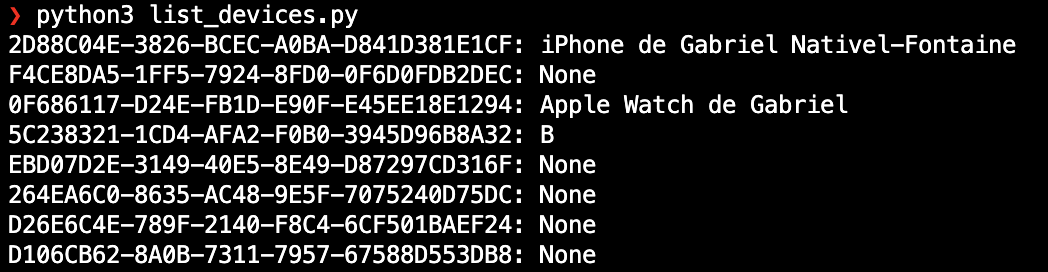 ❯ python3 list_devices.py
2D88C04E-3826-BCEC-A0BA-D841D381E1CF: iPhone de Gabriel Nativel-Fontaine
F4CE8DA5-1FF5-7924-8FD0-0F6D0FDB2DEC: None
0F686117-D24E-FB1D-E90F-E45EE18E1294: Apple Watch de Gabriel
5C238321-1CD4-AFA2-F0B0-3945D96B8A32: B
EBD07D2E-3149-40E5-8E49-D87297CD316F: None
264EA6C0-8635-AC48-9E5F-7075240D75DC: None
D26E6C4E-789F-2140-F8C4-6CF501BAEF24: None
D106CB62-8A0B-7311-7957-67588D553DB8: None